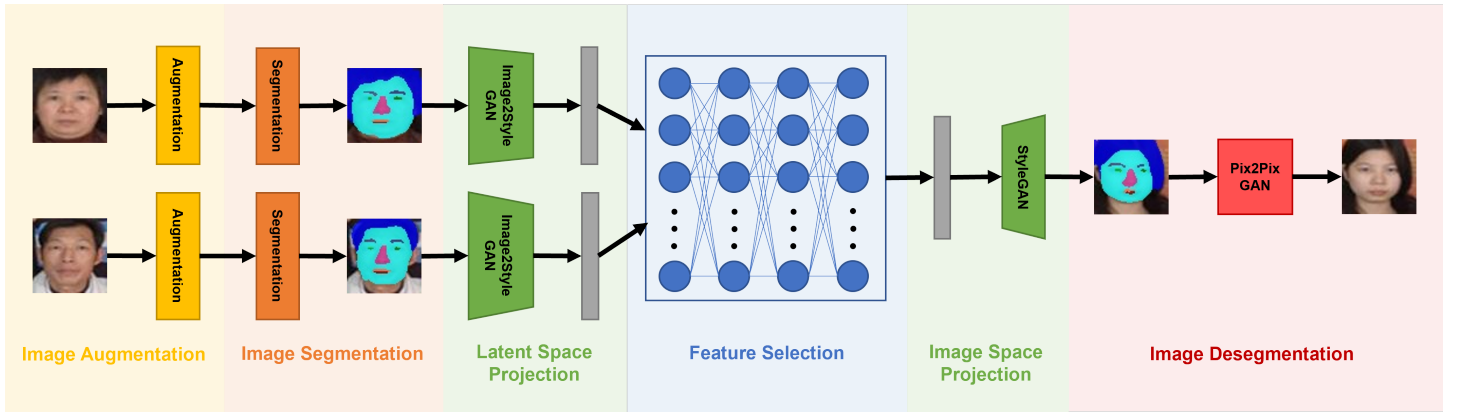 Augmentation
Segmentation
Image2Style
GAN
Augmentation
Segmentation
Image2Style
GAN
StyleGAN
Pix2Pix
GAN
Image Augmentation
Image Segmentation
Latent Space
Projection
Feature Selection
Image Space
Projection
Image Desegmentation